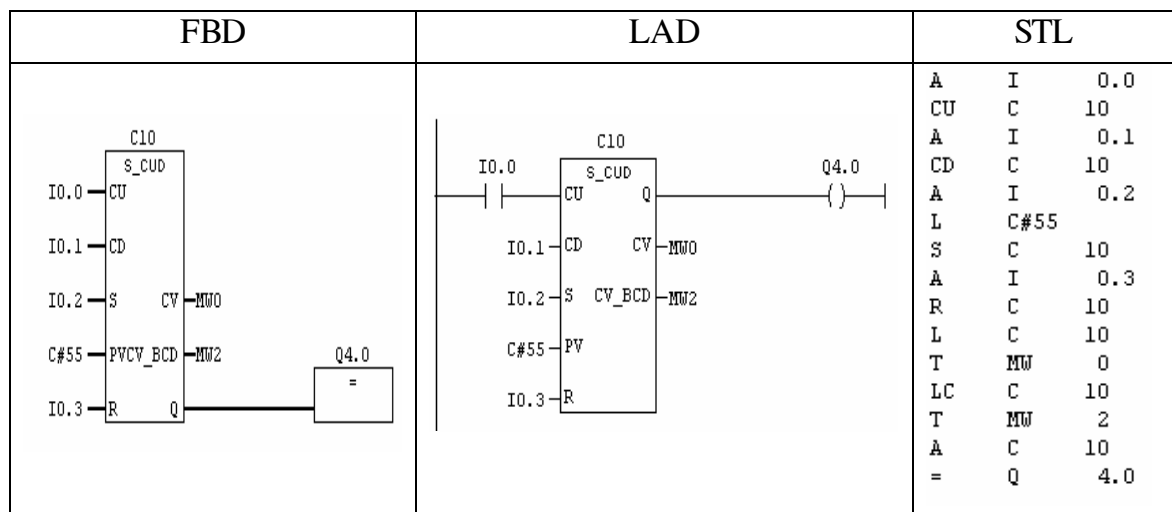 FBD
LAD
STL
C10
S_CUD
I0.0
CU
I0.1
CD
I0.2
S
CV
MW0
C#55
PVCV_BCD
MW2
I0.3
R
Q
Q4.0
=
C10
I0.0
S_CUD
Q4.0
CU
Q
I0.1
CD
CV
MW0
I0.2
S
CV_BCD
MW2
C#55
PV
I0.3
R
A I 0.0
CU C 10
A I 0.1
CD C 10
A I 0.2
L C#55
S C 10
A I 0.3
R C 10
L C 10
T MW 0
LC C 10
T MW 2
A C 10
= Q 4.0